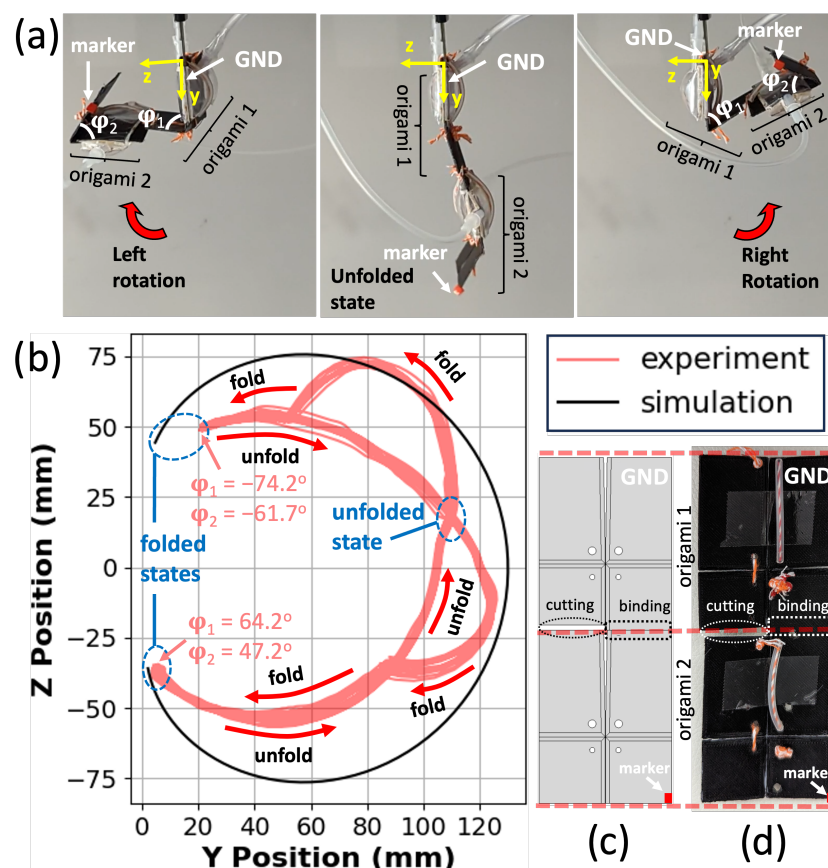 (a)
marker
GND
z
y
φ2
φ1
origami 1
origami 2
Left
rotation
z
GND
y
origami 1
origami 2
marker
Unfolded
state
GND
marker
z
y
φ2
φ1
origami 1
origami 2
Right
Rotation
(b)
75
50
25
0
−25
−50
−75
Z Position (mm)
0 20 40 60 80 100 120
Y Position (mm)
fold
fold
unfold
φ1 = −74.2°
φ2 = −61.7°
unfolded
state
folded
states
φ1 = 64.2°
φ2 = 47.2°
unfold
fold
fold
unfold
experiment
simulation
GND
cutting
binding
marker
(c)
origami 1
origami 2
GND
cutting
binding
marker
(d)